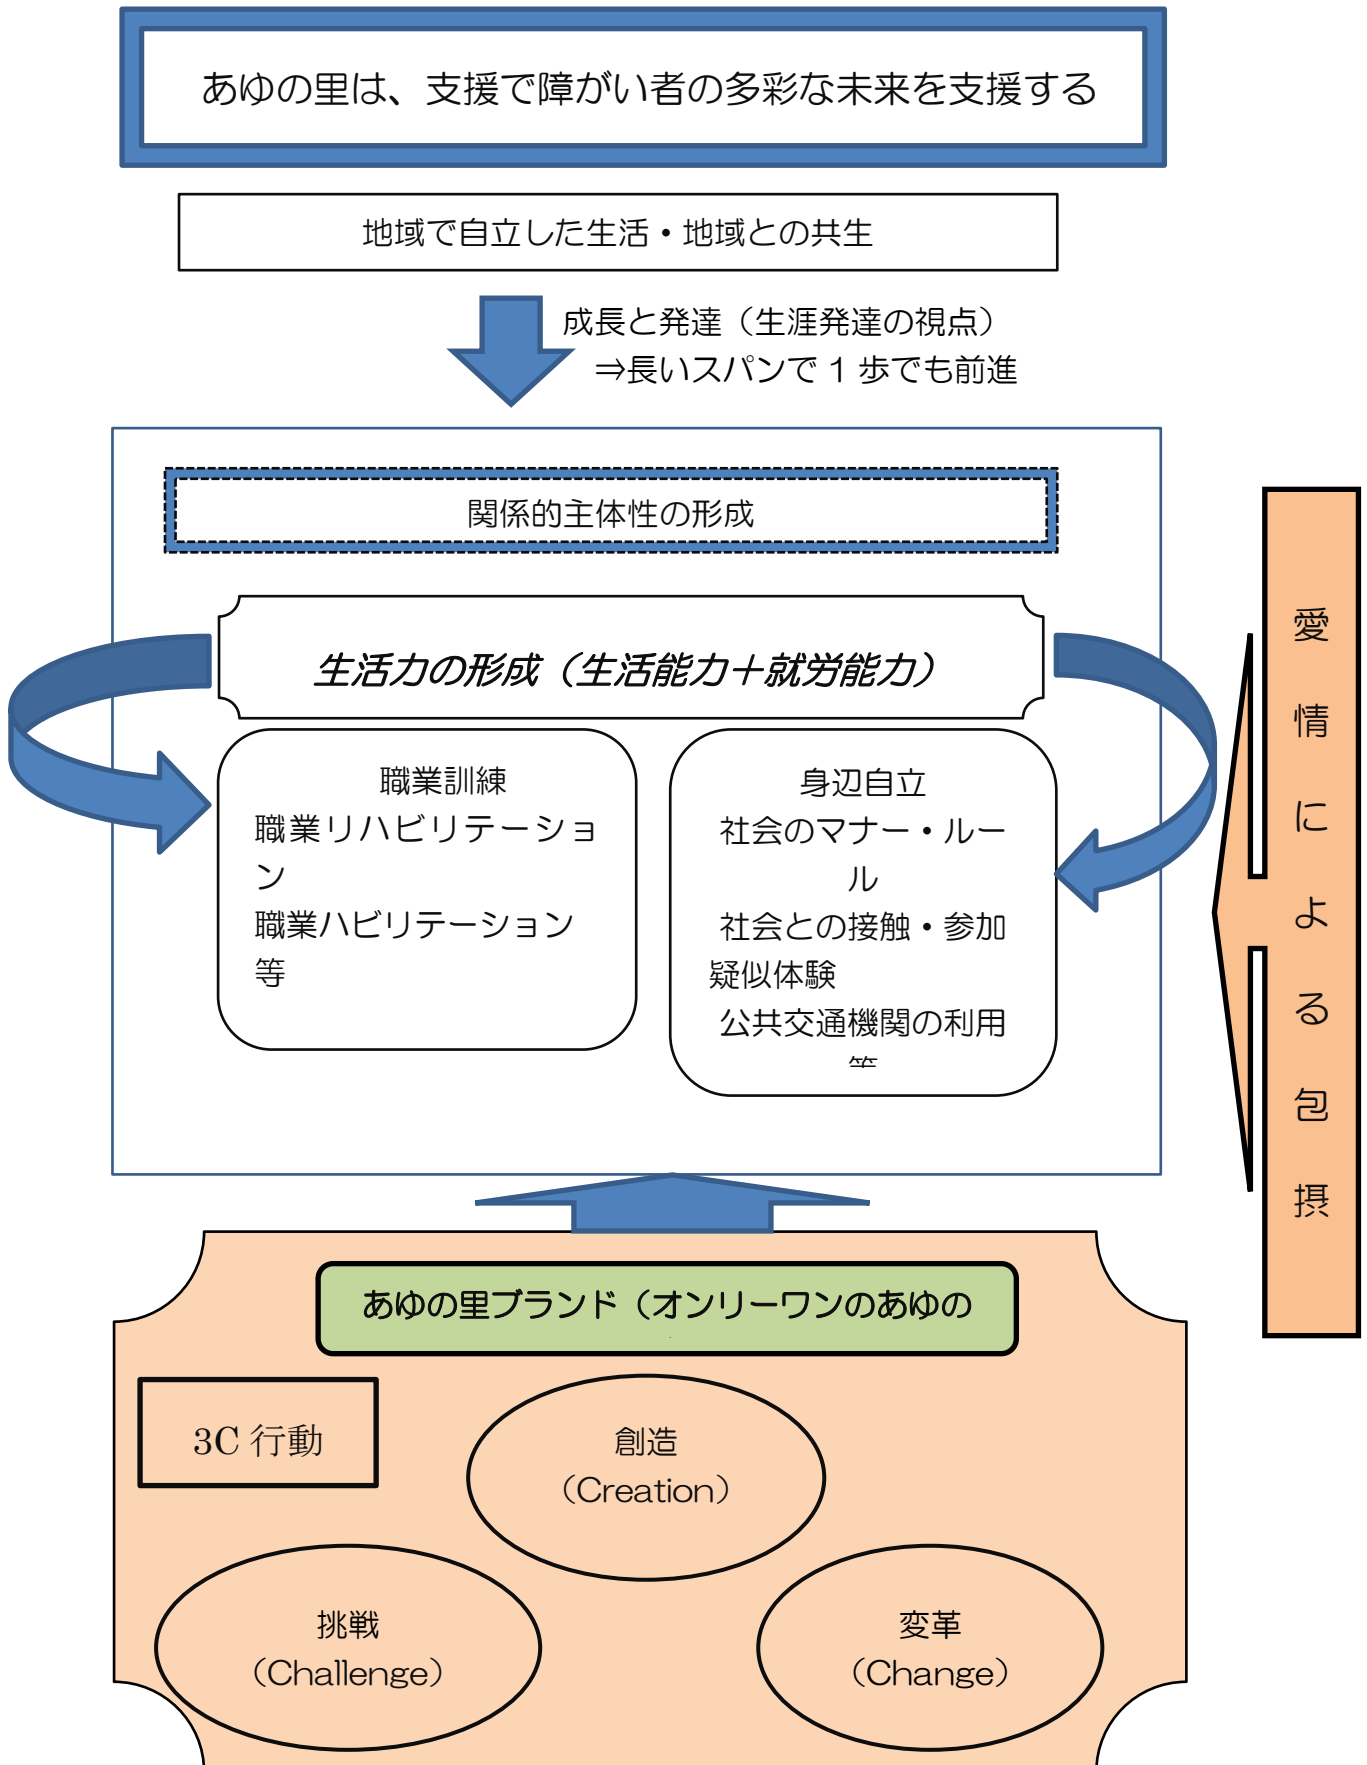 あゆの里は、支援で障がい者の多彩な未来を支援する
地域で自立した生活・地域との共生
成長と発達（生涯発達の視点）
⇒長いスパンで1歩でも前進
関係的主体性の形成
生活力の形成（生活能力＋就労能力）
職業訓練
職業リハビリテーショ
ン
職業ハビリテーション
等
身辺自立
社会のマナー・ルー
ル
社会との接触・参加
疑似体験
公共交通機関の利用
愛情による包摂
あゆの里ブランド（オンリーワンのあゆの
3C 行動
創造
（Creation）
挑戦
（Challenge）
変革
（Change）